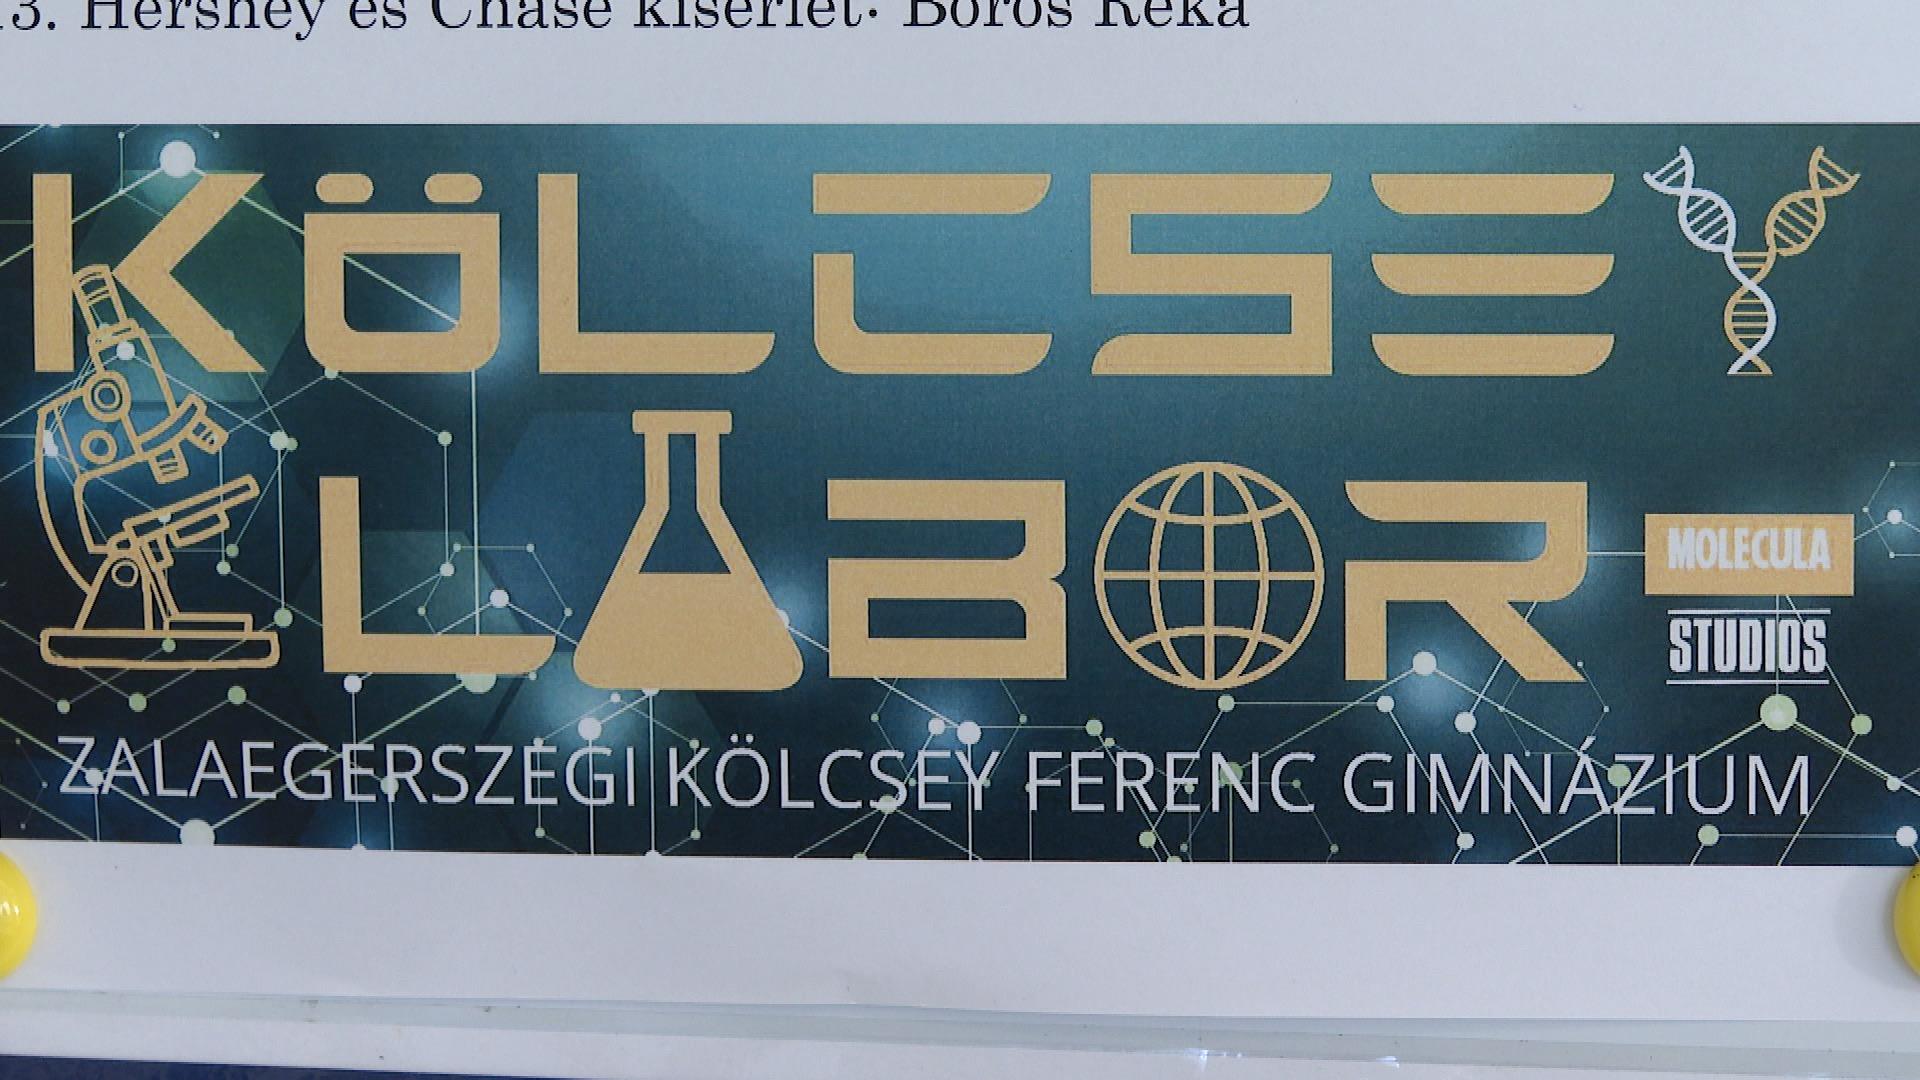 13. Hershey és Chase kísérlet: Boros Réka
KÖLCSEY
LABOR
MOLECULA
STUDIOS
ZALAEGERSZEGI KÖLCSEY FERENC GIMNÁZIUM